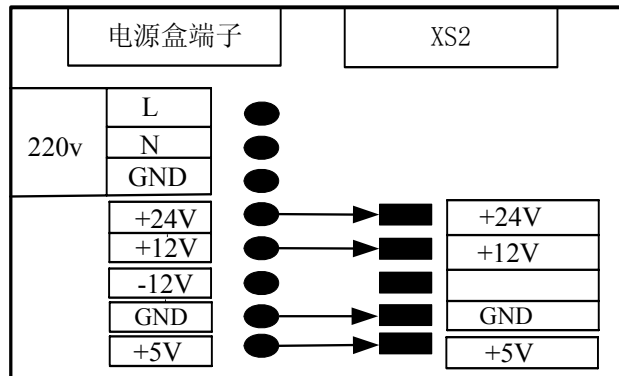 电源盒端子 XS2
L
220v N
GND
+24V +24V
+12V +12V
-12V
GND GND
+5V +5V